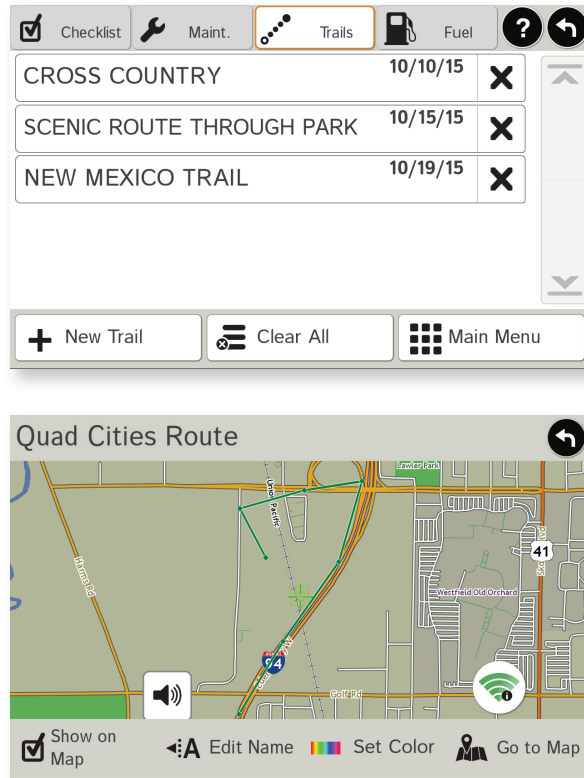 Checklist
Maint.
Trails
Fuel
?
CROSS COUNTRY 10/10/15
SCENIC ROUTE THROUGH PARK 10/15/15
NEW MEXICO TRAIL 10/19/15
New Trail
Clear All
Main Menu
Quad Cities Route
Lawler Park
Union Pacific
Harms Rd
41
Westfield Old Orchard
94
Golf Rd
Show on
Map
A Edit Name
Set Color
Go to Map